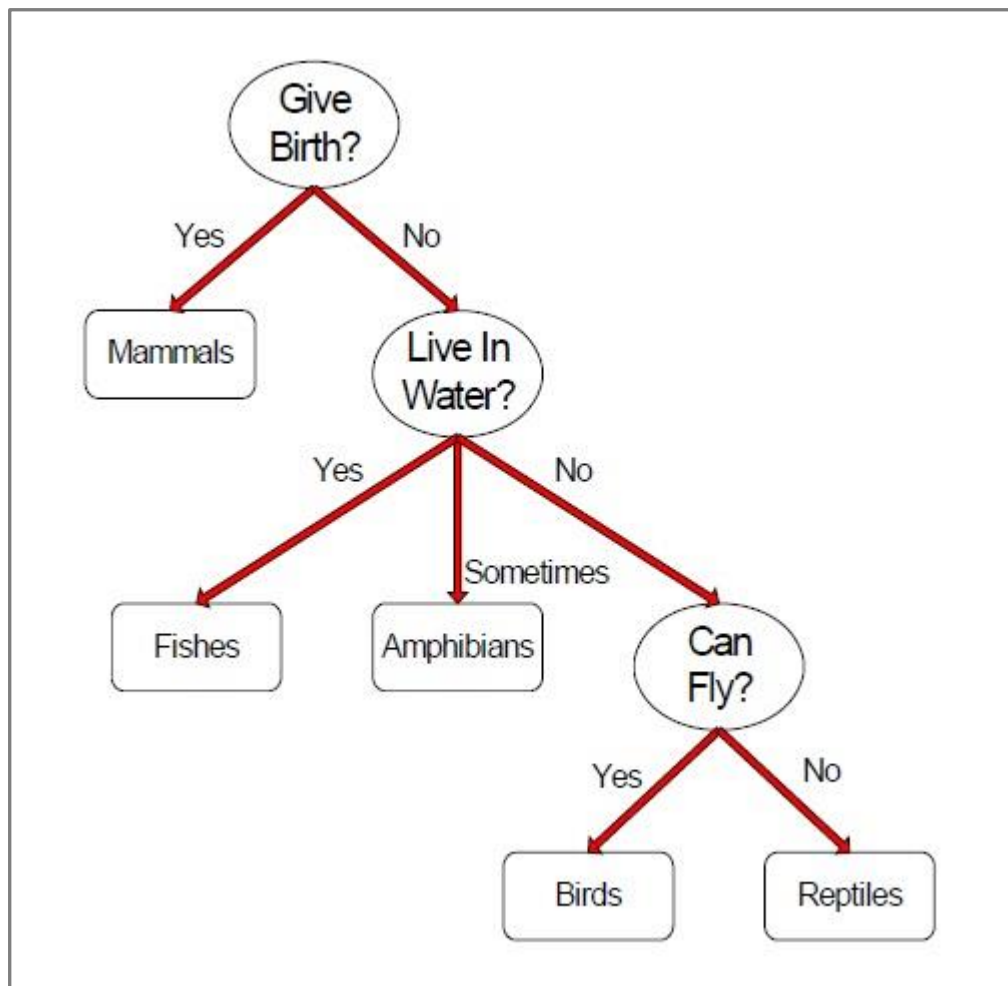 Give
Birth?
Yes
No
Mammals
Live In
Water?
Yes
No
Sometimes
Fishes
Amphibians
Can
Fly?
Yes
No
Birds
Reptiles